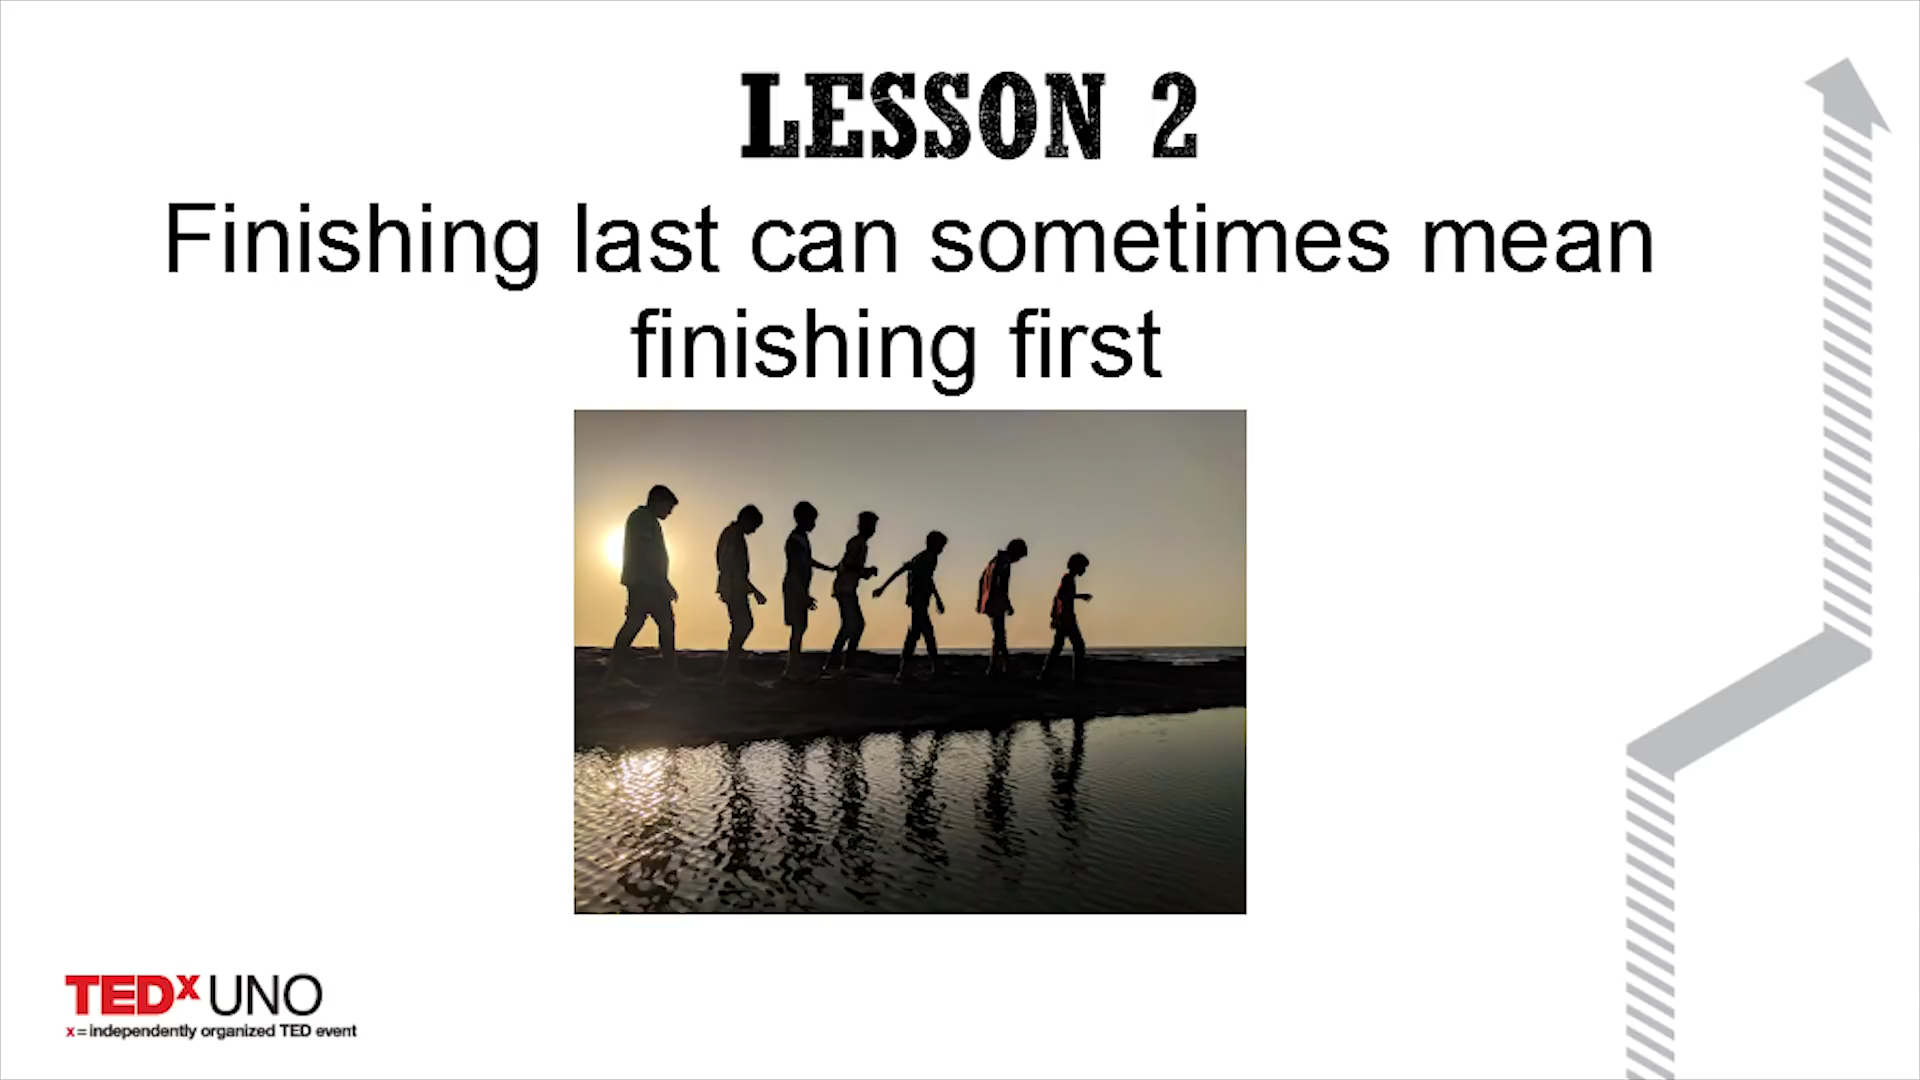 LESSON 2
Finishing last can sometimes mean
finishing first
TEDx UNO
x = independently organized TED event